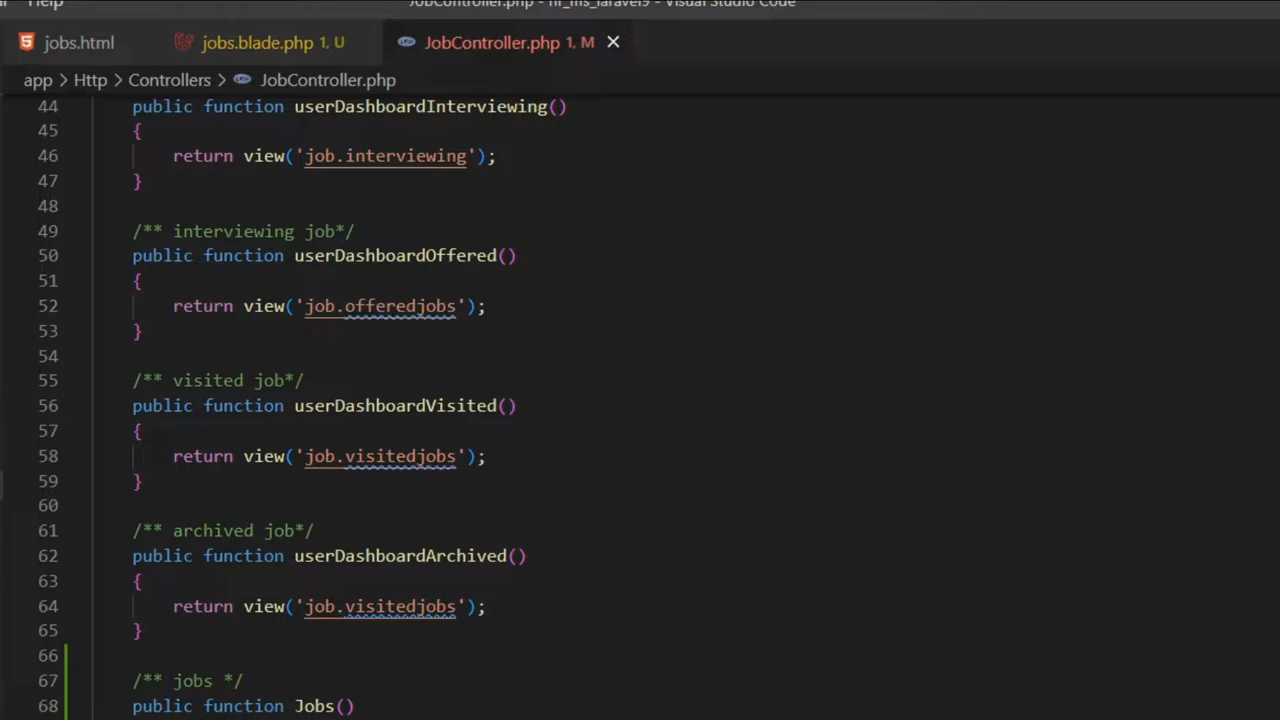 Help JobController.php - hr_ms_laravel9 - Visual Studio Code
jobs.html jobs.blade.php 1, U JobController.php 1, M
app > Http > Controllers > JobController.php
44 public function userDashboardInterviewing()
45 {
46 return view('job.interviewing');
47 }
48
49 /** interviewing job*/
50 public function userDashboardOffered()
51 {
52 return view('job.offeredjobs');
53 }
54
55 /** visited job*/
56 public function userDashboardVisited()
57 {
58 return view('job.visitedjobs');
59 }
60
61 /** archived job*/
62 public function userDashboardArchived()
63 {
64 return view('job.visitedjobs');
65 }
66
67 /** jobs */
68 public function Jobs()